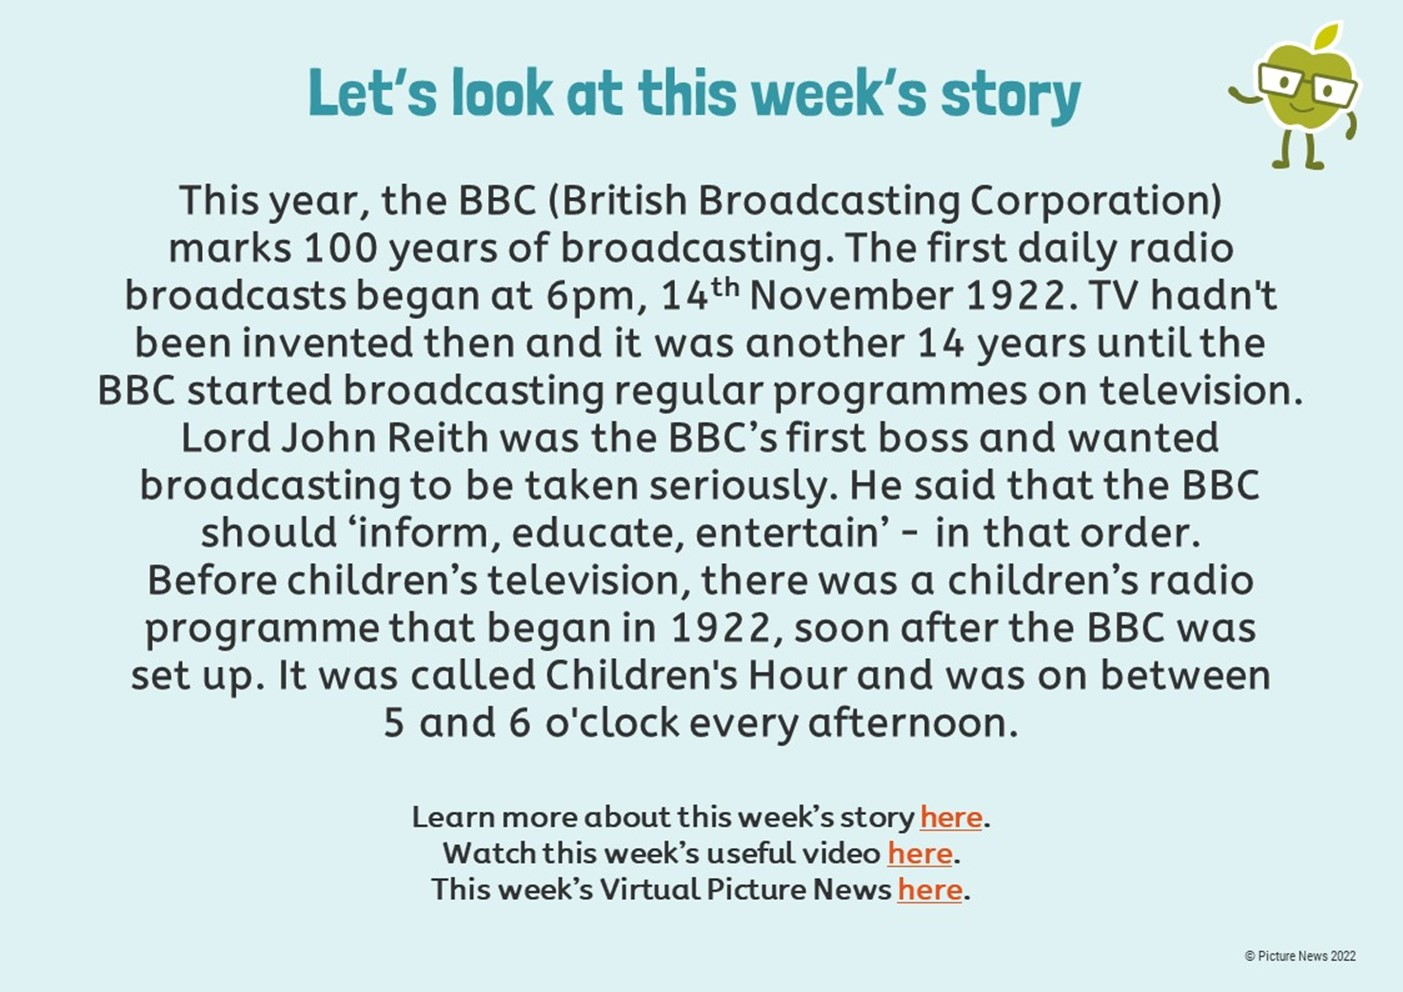 Let's look at this week's story
This year, the BBC (British Broadcasting Corporation)
marks 100 years of broadcasting. The first daily radio
broadcasts began at 6pm, 14th November 1922. TV hadn't
been invented then and it was another 14 years until the
BBC started broadcasting regular programmes on television.
Lord John Reith was the BBC’s first boss and wanted
broadcasting to be taken seriously. He said that the BBC
should ‘inform, educate, entertain’ - in that order.
Before children’s television, there was a children’s radio
programme that began in 1922, soon after the BBC was
set up. It was called Children's Hour and was on between
5 and 6 o'clock every afternoon.
Learn more about this week’s story here.
Watch this week’s useful video here.
This week’s Virtual Picture News here.
© Picture News 2022